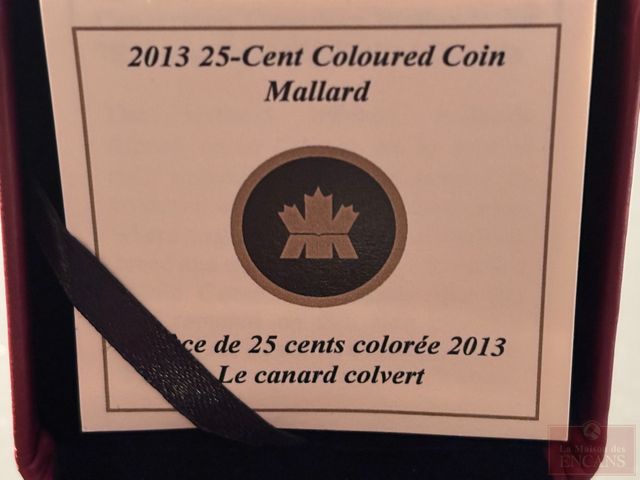 2013 25-Cent Coloured Coin
Mallard
de 25 cents colorée 2013
Le canard colvert
La Maison des
ENCANS